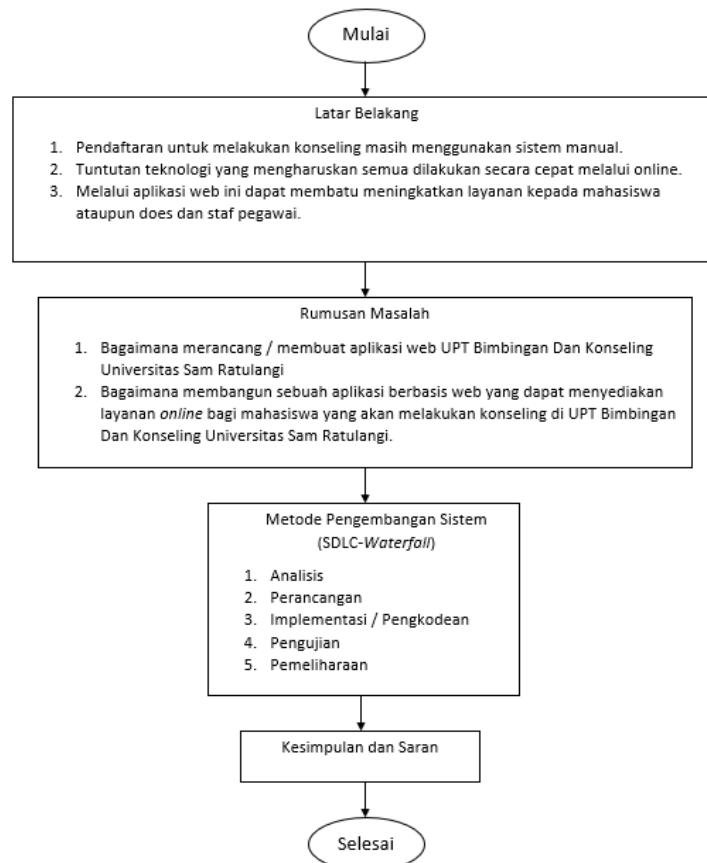 Mulai
Latar Belakang
1. Pendaftaran untuk melakukan konseling masih menggunakan sistem manual.
2. Tuntutan teknologi yang mengharuskan semua dilakukan secara cepat melalui online.
3. Melalui aplikasi web ini dapat membatu meningkatkan layanan kepada mahasiswa
ataupun does dan staf pegawai.
Rumusan Masalah
1. Bagaimana merancang / membuat aplikasi web UPT Bimbingan Dan Konseling
Universitas Sam Ratulangi
2. Bagaimana membangun sebuah aplikasi berbasis web yang dapat menyediakan
layanan online bagi mahasiswa yang akan melakukan konseling di UPT Bimbingan
Dan Konseling Universitas Sam Ratulangi.
Metode Pengembangan Sistem
(SDLC-Waterfall)
1. Analisis
2. Perancangan
3. Implementasi / Pengkodean
4. Pengujian
5. Pemeliharaan
Kesimpulan dan Saran
Selesai